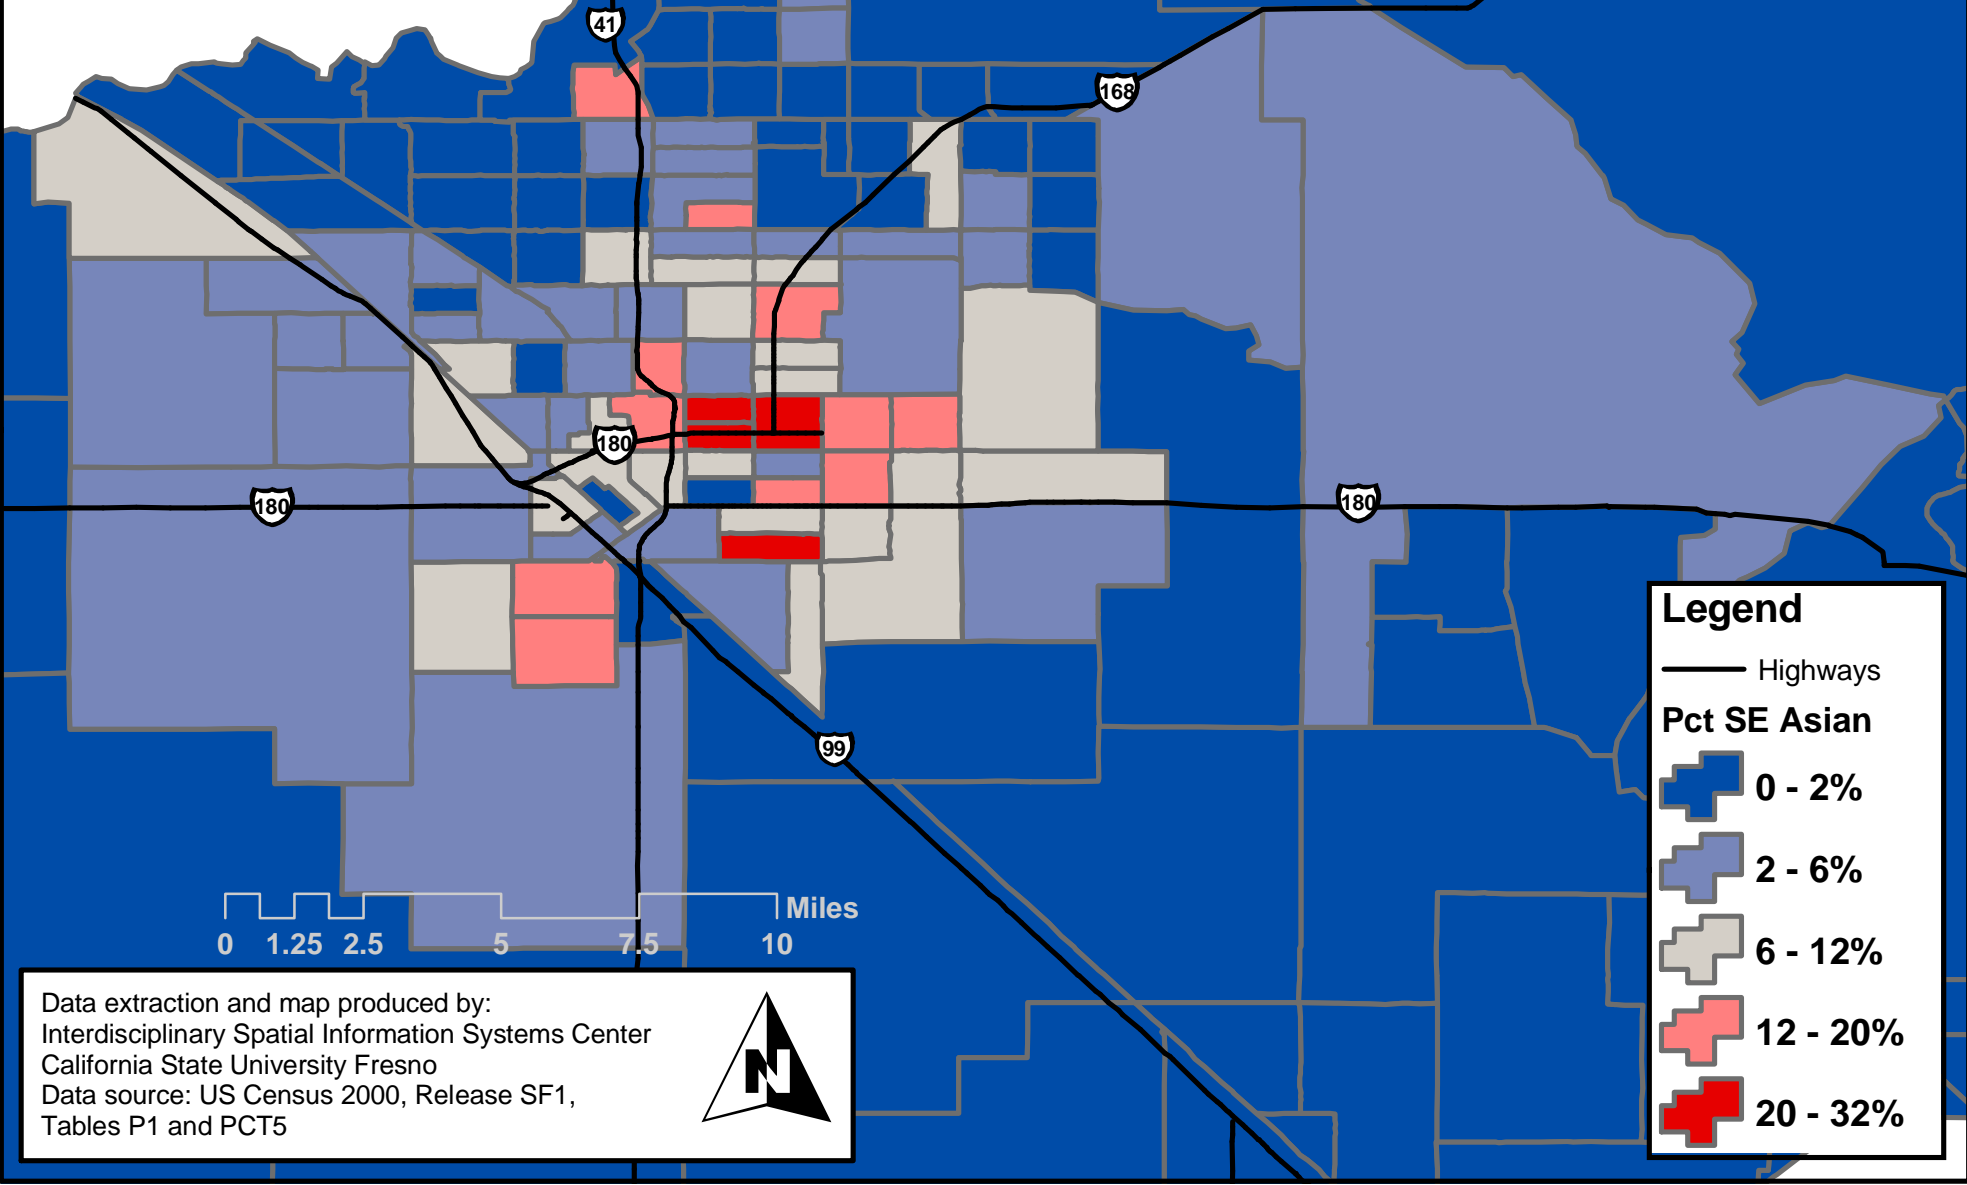 41
168
180
180
180
99
Legend
Highways
Pct SE Asian
0 - 2%
2 - 6%
6 - 12%
12 - 20%
20 - 32%
Miles
0 1.25 2.5 5 7.5 10
Data extraction and map produced by:
Interdisciplinary Spatial Information Systems Center
California State University Fresno
Data source: US Census 2000, Release SF1,
Tables P1 and PCT5
N